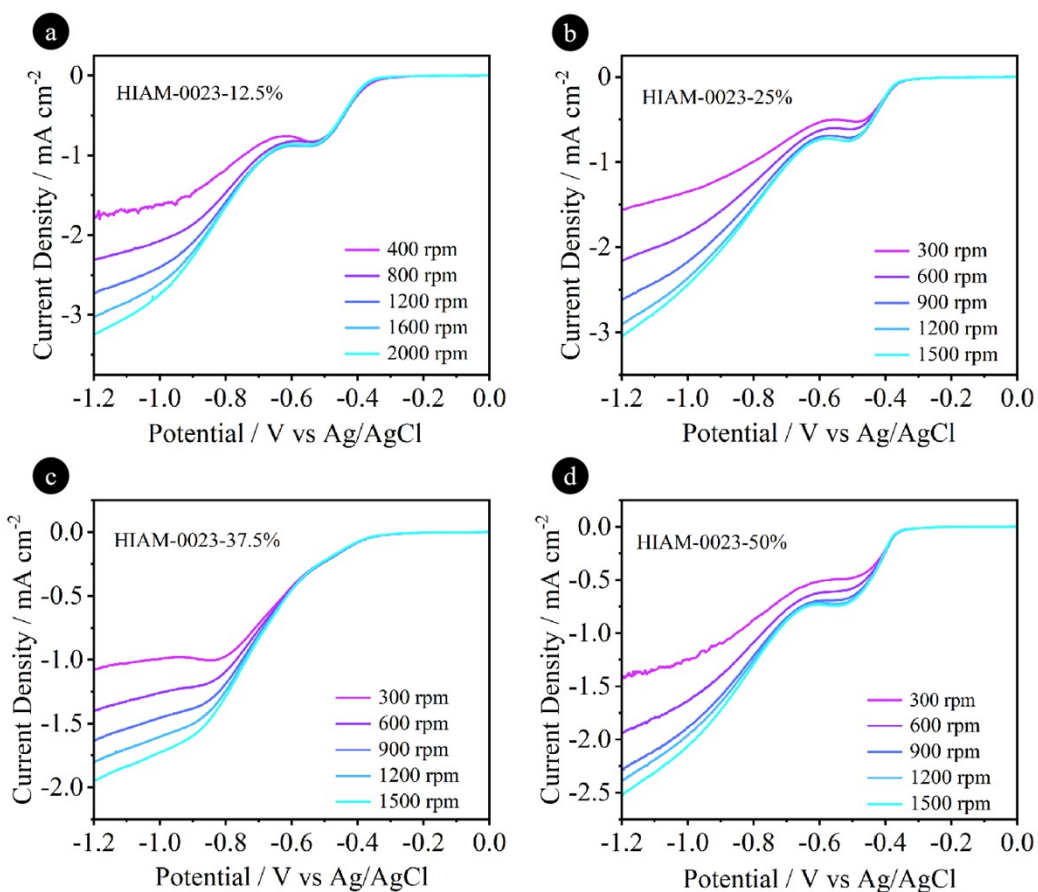 a
HIAM-0023-12.5%
Current Density / mA cm⁻²
0
-1
-2
-3
400 rpm
800 rpm
1200 rpm
1600 rpm
2000 rpm
-1.2 -1.0 -0.8 -0.6 -0.4 -0.2 0.0
Potential / V vs Ag/AgCl
b
HIAM-0023-25%
Current Density / mA cm⁻²
0
-1
-2
-3
300 rpm
600 rpm
900 rpm
1200 rpm
1500 rpm
-1.2 -1.0 -0.8 -0.6 -0.4 -0.2 0.0
Potential / V vs Ag/AgCl
c
HIAM-0023-37.5%
Current Density / mA cm⁻²
0.0
-0.5
-1.0
-1.5
-2.0
300 rpm
600 rpm
900 rpm
1200 rpm
1500 rpm
-1.2 -1.0 -0.8 -0.6 -0.4 -0.2 0.0
Potential / V vs Ag/AgCl
d
HIAM-0023-50%
Current Density / mA cm⁻²
0.0
-0.5
-1.0
-1.5
-2.0
-2.5
300 rpm
600 rpm
900 rpm
1200 rpm
1500 rpm
-1.2 -1.0 -0.8 -0.6 -0.4 -0.2 0.0
Potential / V vs Ag/AgCl